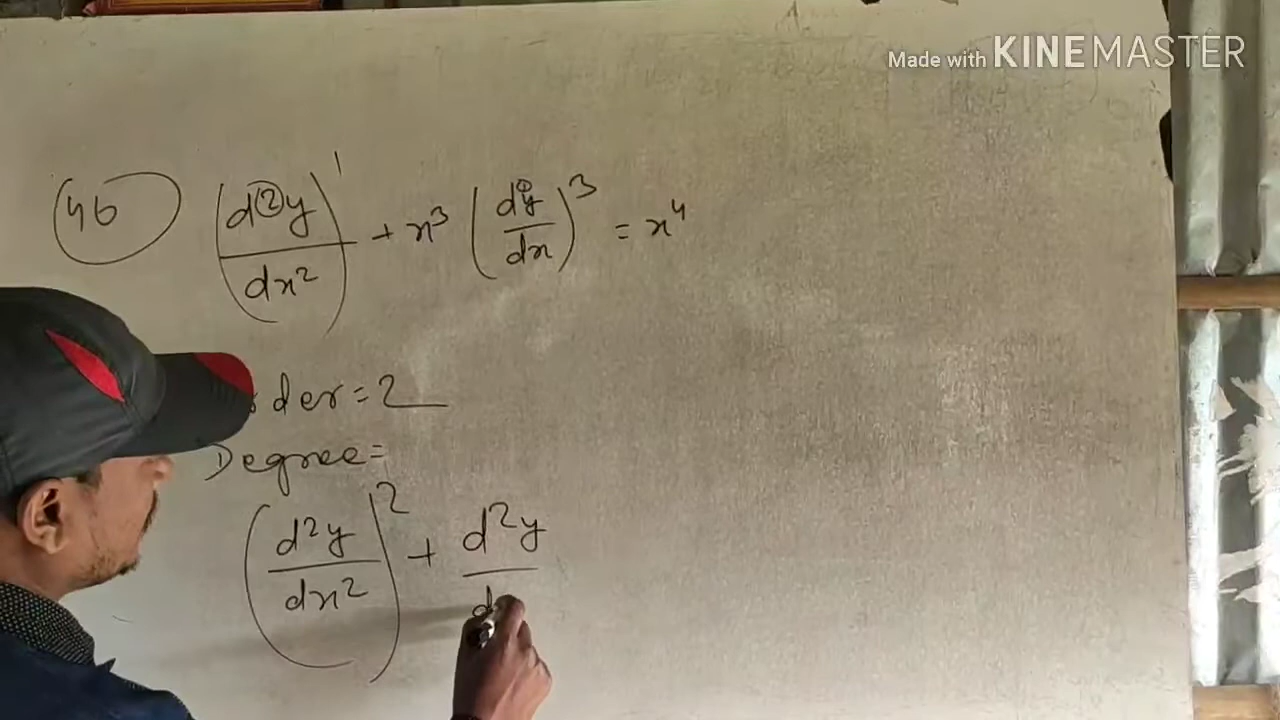 Made with KINEMASTER
46 (d²y/dx²)¹ + x³ (dy/dx)³ = x⁴
der = 2
Degree =
(d²y/dx²)² + d²y/d